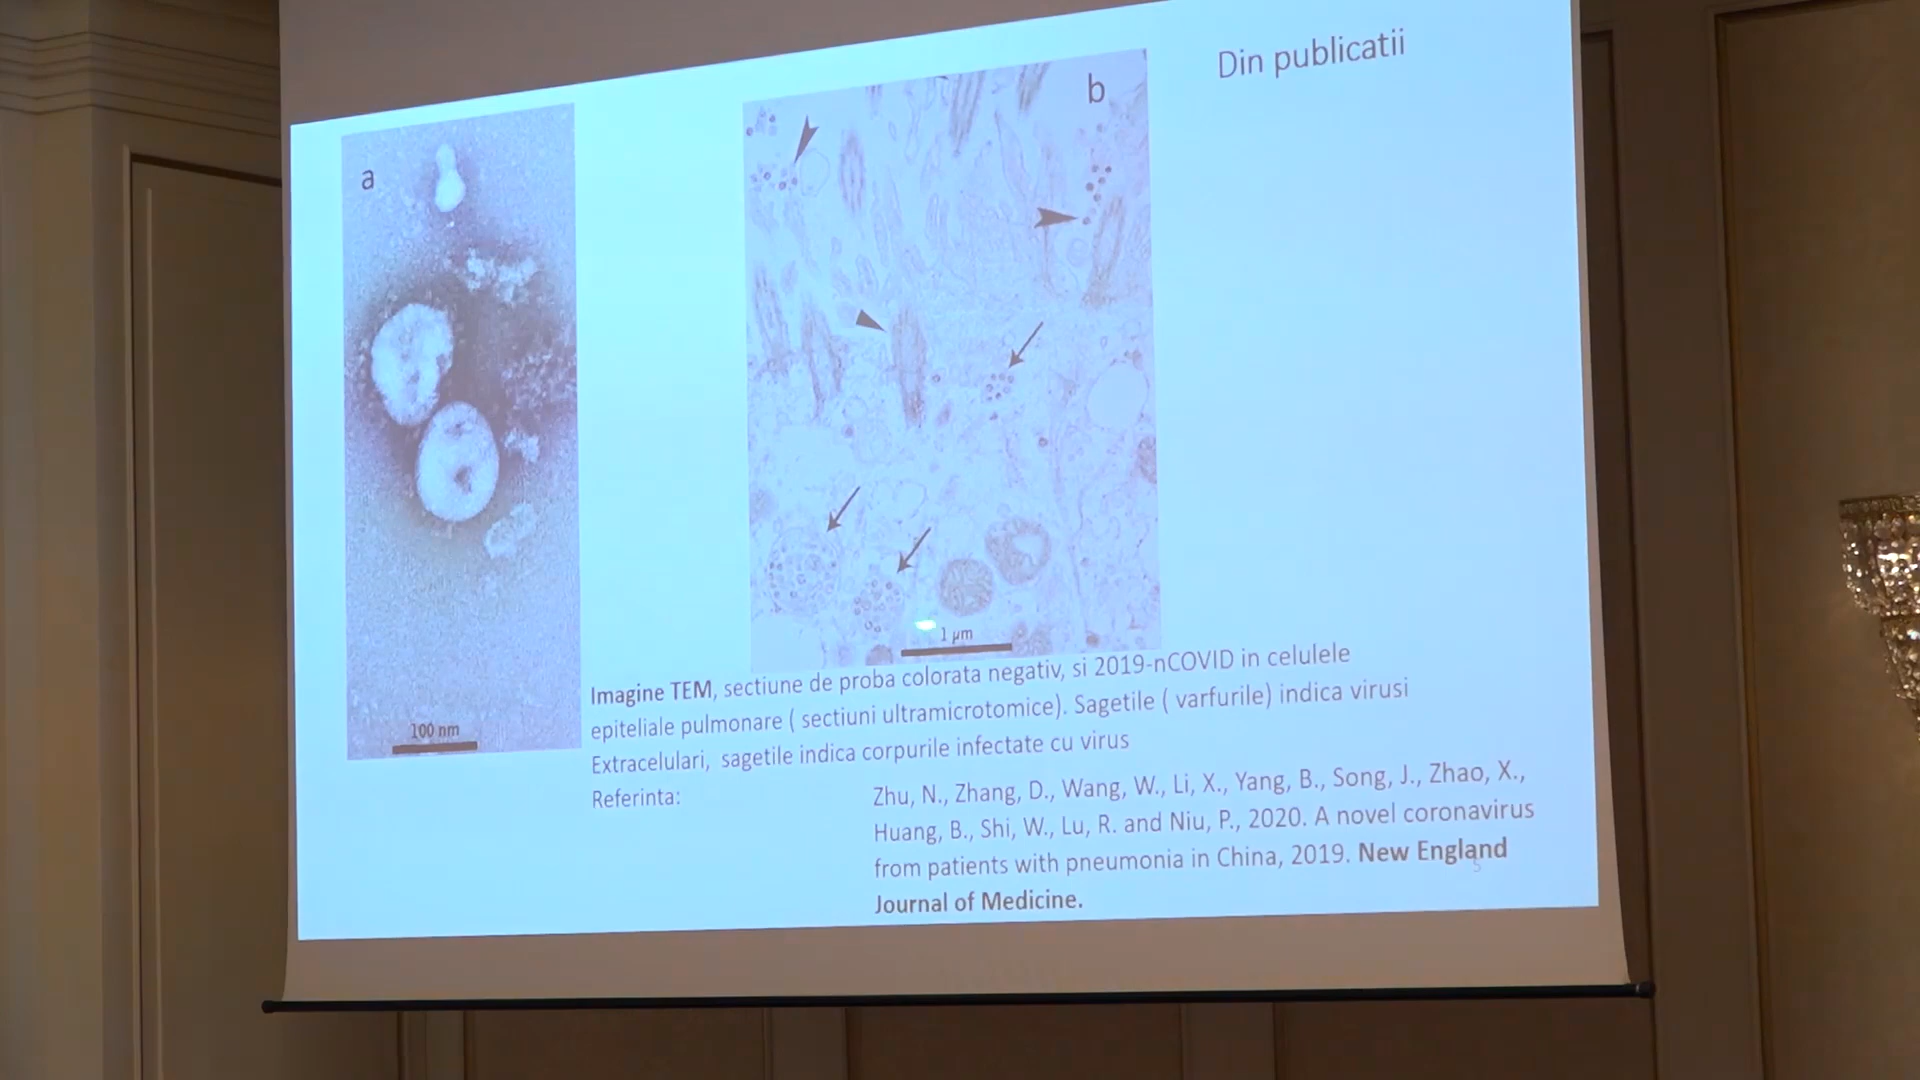 Din publicatii
a
b
100 nm
1 µm
Imagine TEM, sectiune de proba colorata negativ, si 2019-nCOVID in celulele
epiteliale pulmonare ( sectiuni ultramicrotomice). Sagetile ( varfurile) indica virusi
Extracelulari, sagetile indica corpurile infectate cu virus
Referinta:
Zhu, N., Zhang, D., Wang, W., Li, X., Yang, B., Song, J., Zhao, X.,
Huang, B., Shi, W., Lu, R. and Niu, P., 2020. A novel coronavirus
from patients with pneumonia in China, 2019. New England
Journal of Medicine.
5